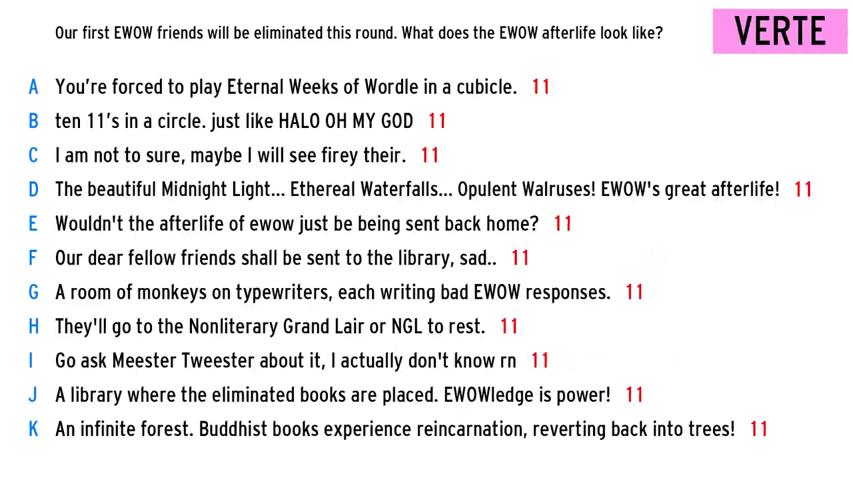 Our first EWOW friends will be eliminated this round. What does the EWOW afterlife look like?
VERTE
A You're forced to play Eternal Weeks of Wordle in a cubicle. 11
B ten 11's in a circle. just like HALO OH MY GOD 11
C I am not to sure, maybe I will see firey their. 11
D The beautiful Midnight Light... Ethereal Waterfalls... Opulent Walruses! EWOW's great afterlife! 11
E Wouldn't the afterlife of ewow just be being sent back home? 11
F Our dear fellow friends shall be sent to the library, sad.. 11
G A room of monkeys on typewriters, each writing bad EWOW responses. 11
H They'll go to the Nonliterary Grand Lair or NGL to rest. 11
I Go ask Meester Tweester about it, I actually don't know rn 11
J A library where the eliminated books are placed. EWOWledge is power! 11
K An infinite forest. Buddhist books experience reincarnation, reverting back into trees! 11